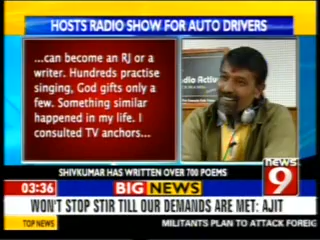 HOSTS RADIO SHOW FOR AUTO DRIVERS
...can become an RJ or a
writer. Hundreds practise
singing, God gifts only a
few. Something similar
happened in my life. I
consulted TV anchors...
adio Activ
SHIVKUMAR HAS WRITTEN OVER 700 POEMS
news
9
03:36
BIG NEWS
WON'T STOP STIR TILL OUR DEMANDS ARE MET: AJIT
TOP NEWS
MILITANTS PLAN TO ATTACK FOREIG